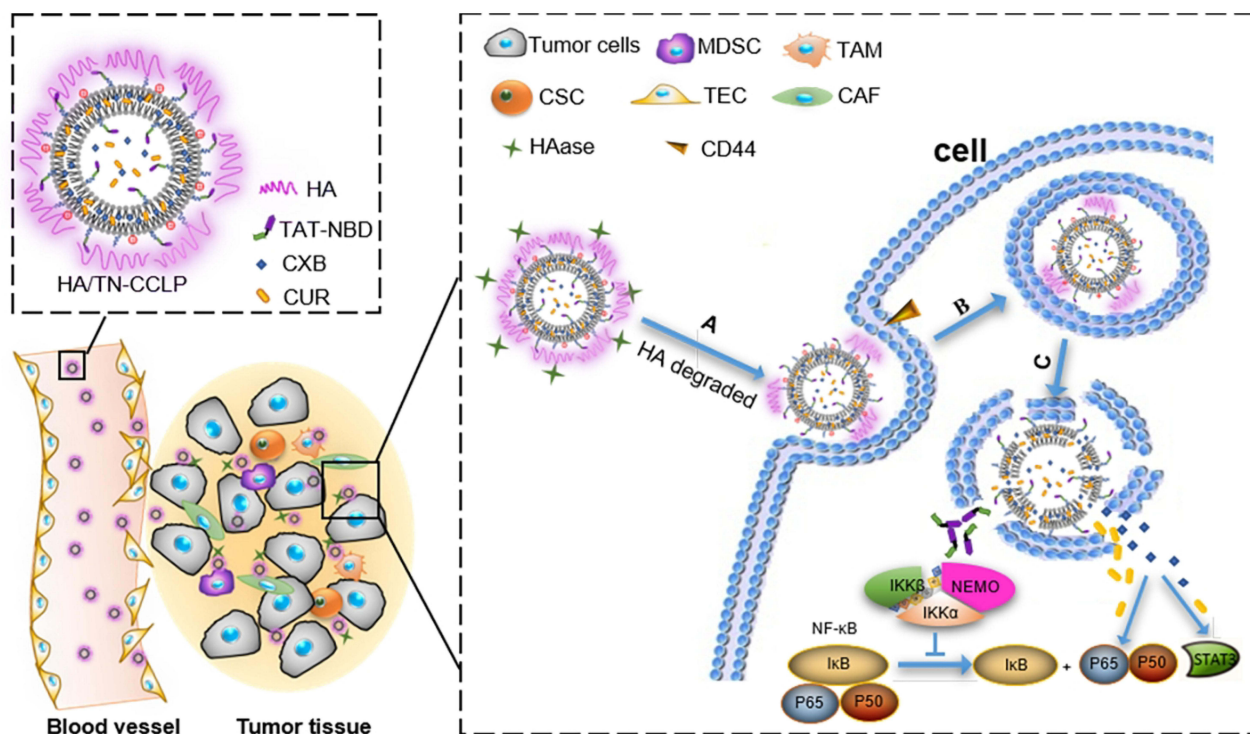 HA
TAT-NBD
CXB
CUR
HA/TN-CCLP
Blood vessel
Tumor tissue
Tumor cells
MDSC
TAM
CSC
TEC
CAF
HAase
CD44
cell
A
HA degraded
B
C
IKKβ
NEMO
IKKα
NF-κB
IκB
P65
P50
IκB
+
P65
P50
STAT3